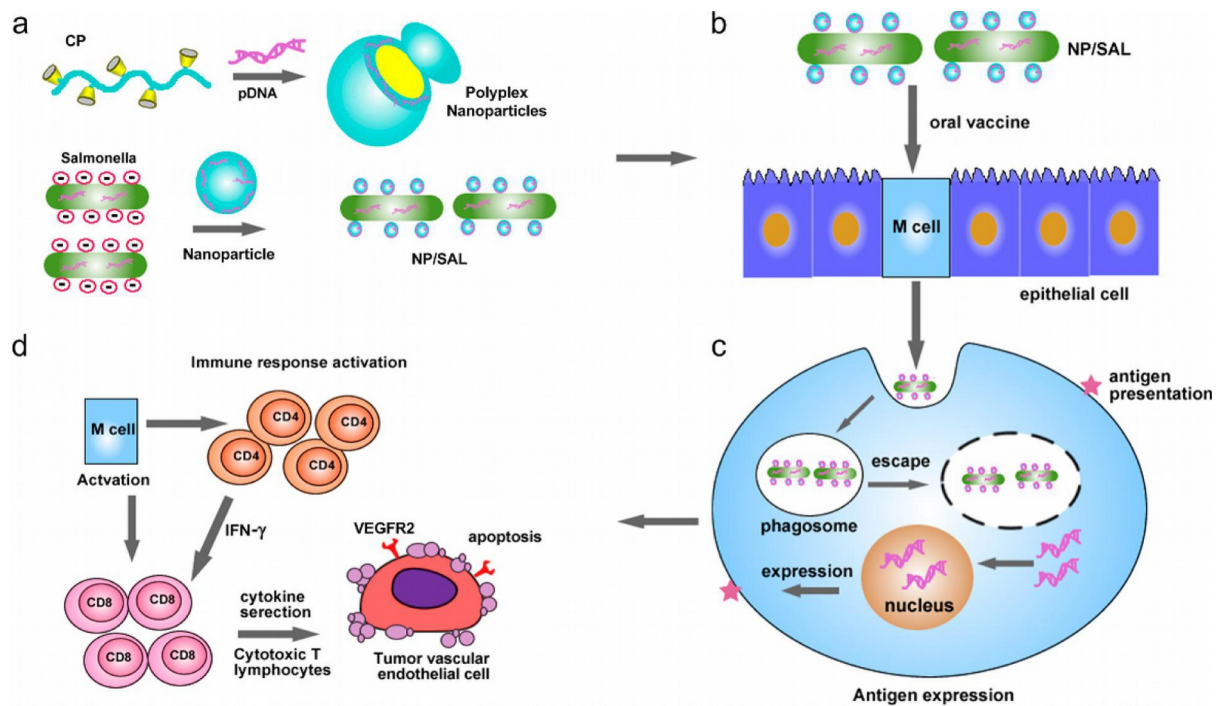 a
CP
pDNA
Polyplex
Nanoparticles
Salmonella
Nanoparticle
NP/SAL
b
NP/SAL
oral vaccine
M cell
epithelial cell
c
antigen
presentation
escape
phagosome
expression
nucleus
Antigen expression
d
Immune response activation
M cell
Actvation
CD4
CD4
CD4
CD4
IFN-γ
CD8
CD8
CD8
CD8
cytokine
serection
Cytotoxic T
lymphocytes
VEGFR2
apoptosis
Tumor vascular
endothelial cell